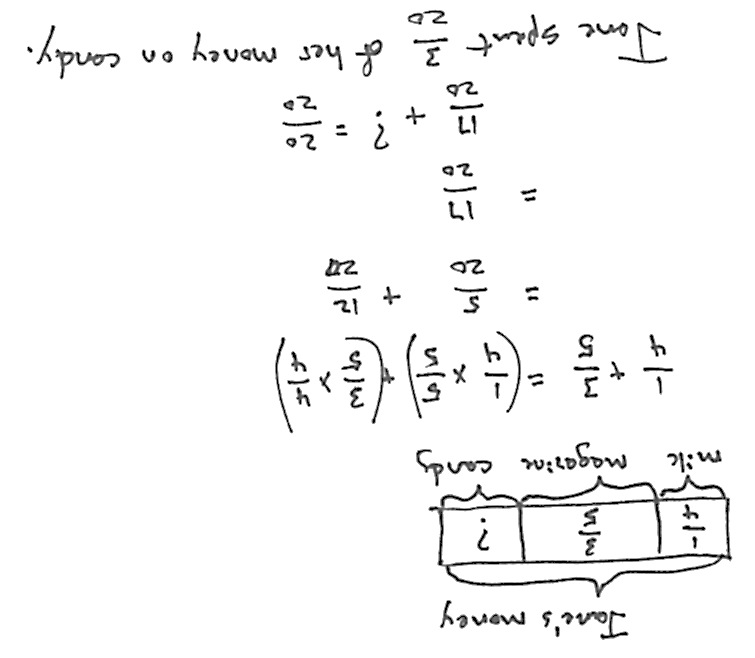 Jane's money
1/4 3/5 ?
milk magazine candy
1/4 + 3/5 = (1/4 × 5/5) + (3/5 × 4/4)
= 5/20 + 12/20
= 17/20
17/20 + ? = 20/20
Jane spent 3/20 of her money on candy.